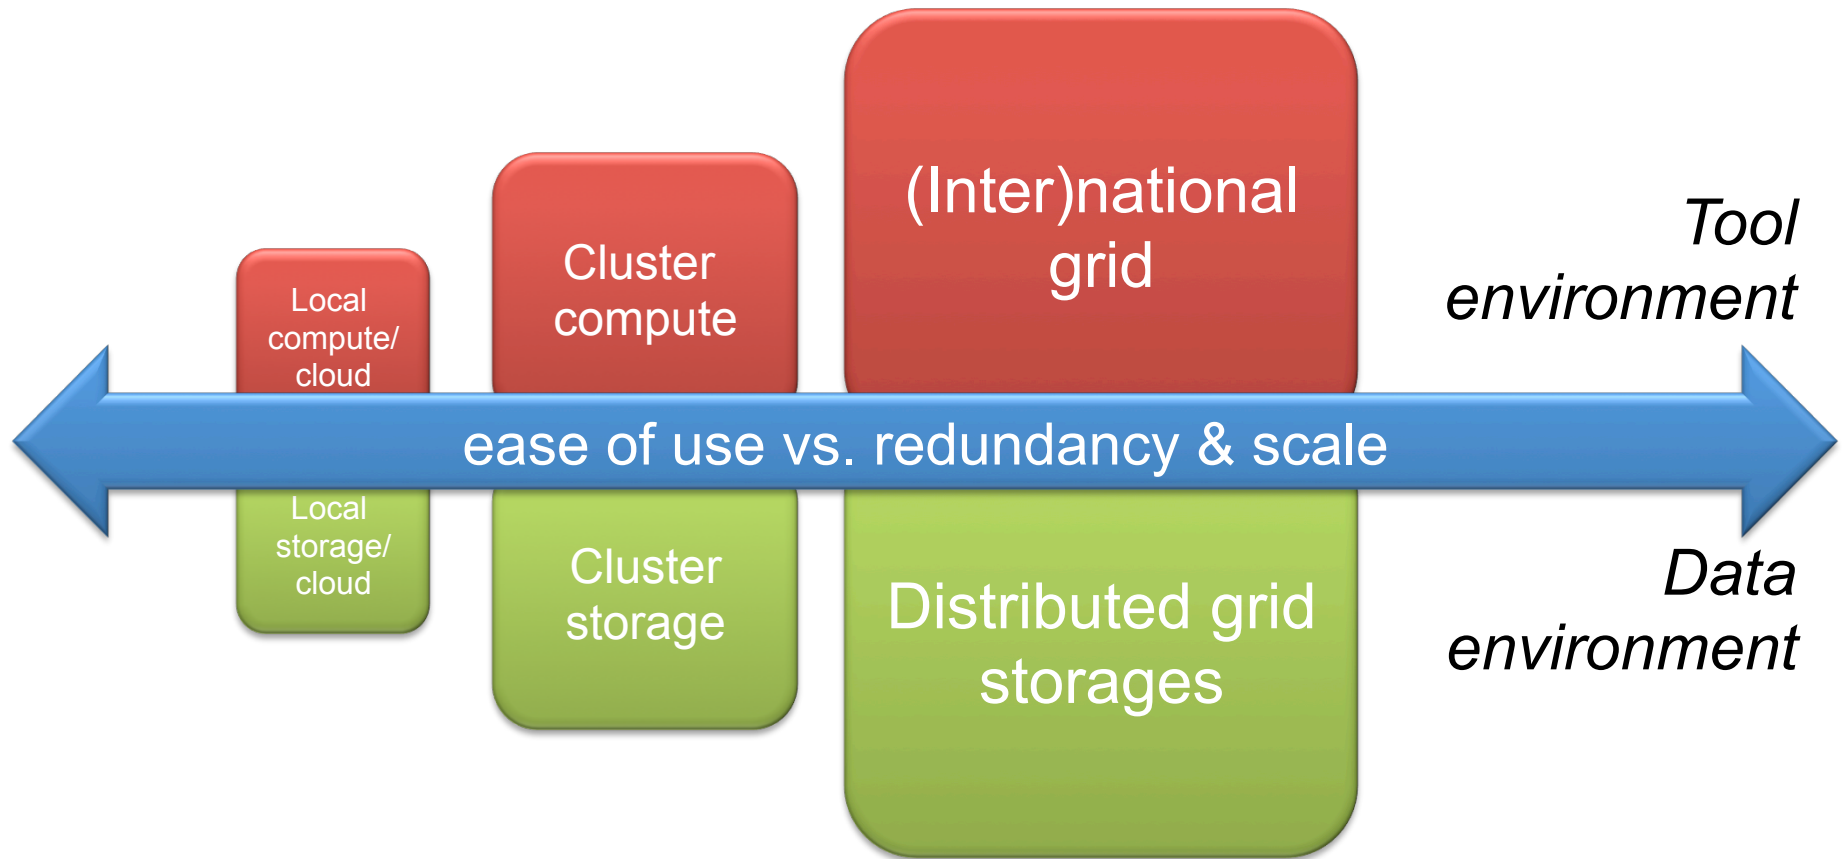 Local
compute/
cloud
Cluster
compute
(Inter)national
grid
Tool
environment
ease of use vs. redundancy & scale
Local
storage/
cloud
Cluster
storage
Distributed grid
storages
Data
environment